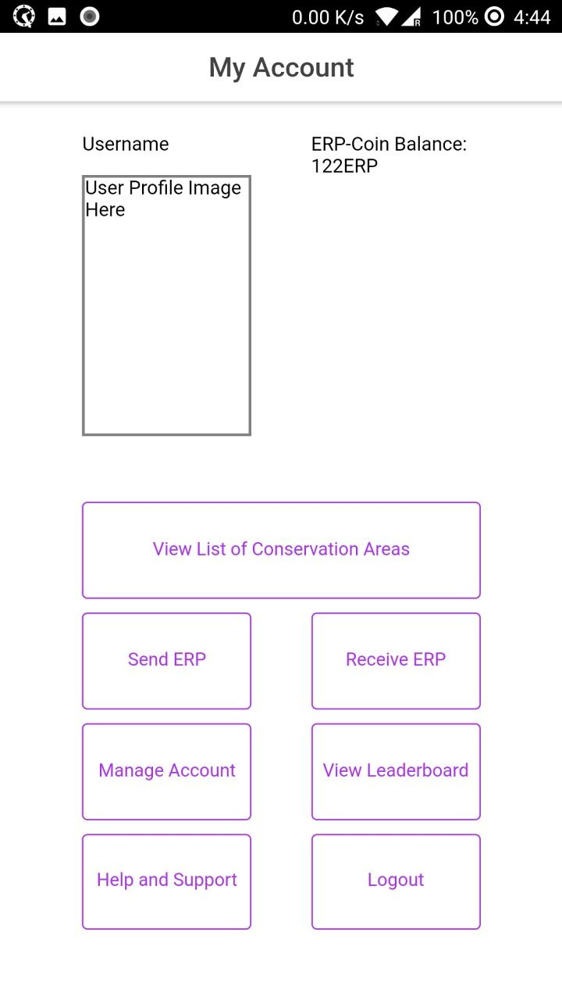 0.00 K/s R 100% 4:44
My Account
Username
ERP-Coin Balance:
122ERP
User Profile Image
Here
View List of Conservation Areas
Send ERP
Receive ERP
Manage Account
View Leaderboard
Help and Support
Logout